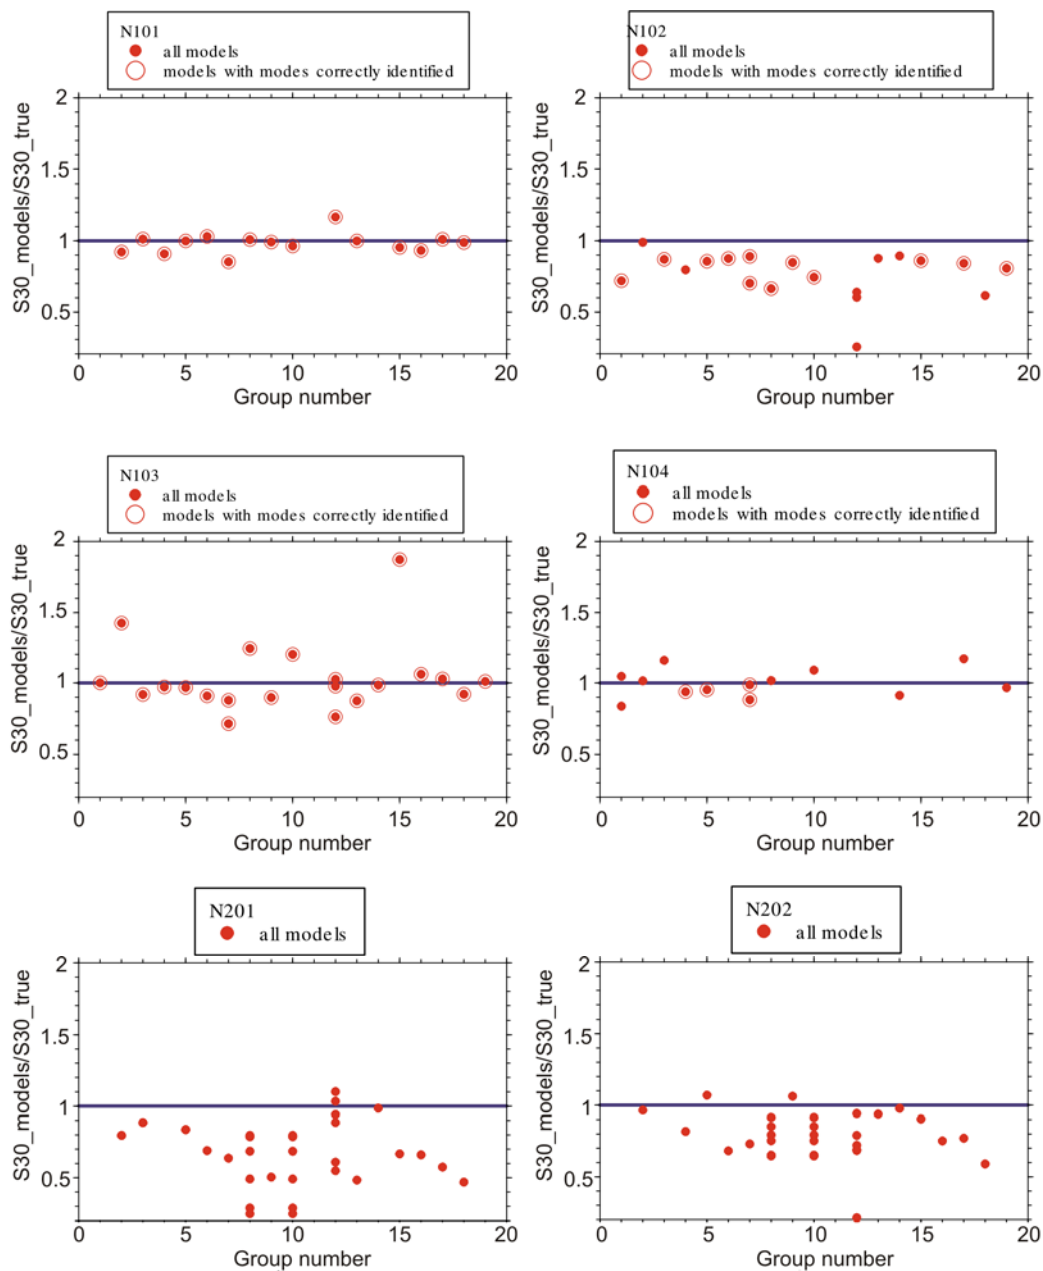 N101
all models
models with modes correctly identified
S30_models/S30_true
2
1.5
1
0.5
0 5 10 15 20
Group number
N102
all models
models with modes correctly identified
S30_models/S30_true
2
1.5
1
0.5
0 5 10 15 20
Group number
N103
all models
models with modes correctly identified
S30_models/S30_true
2
1.5
1
0.5
0 5 10 15 20
Group number
N104
all models
models with modes correctly identified
S30_models/S30_true
2
1.5
1
0.5
0 5 10 15 20
Group number
N201
all models
S30_models/S30_true
2
1.5
1
0.5
0 5 10 15 20
Group number
N202
all models
S30_models/S30_true
2
1.5
1
0.5
0 5 10 15 20
Group number